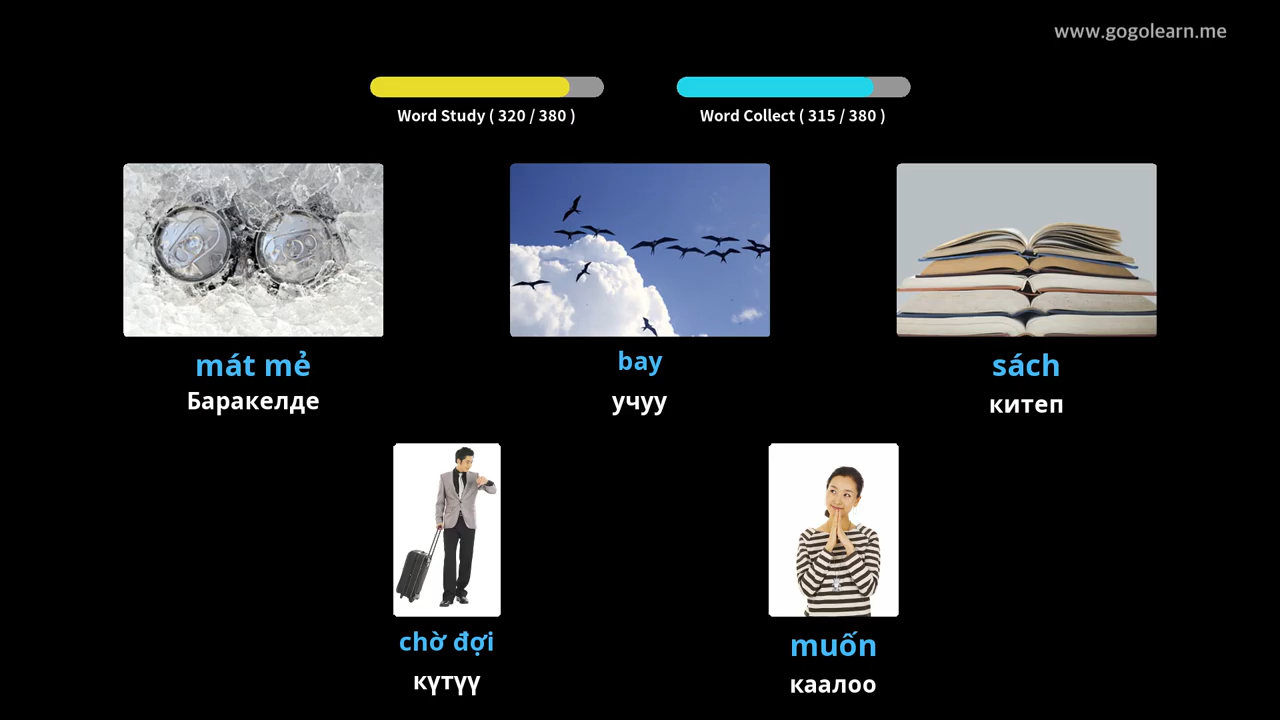 www.gogolearn.me
Word Study ( 320 / 380 )
Word Collect ( 315 / 380 )
mát mẻ
Баракелде
bay
учуу
sách
китеп
chờ đợi
күтүү
muốn
каалоо